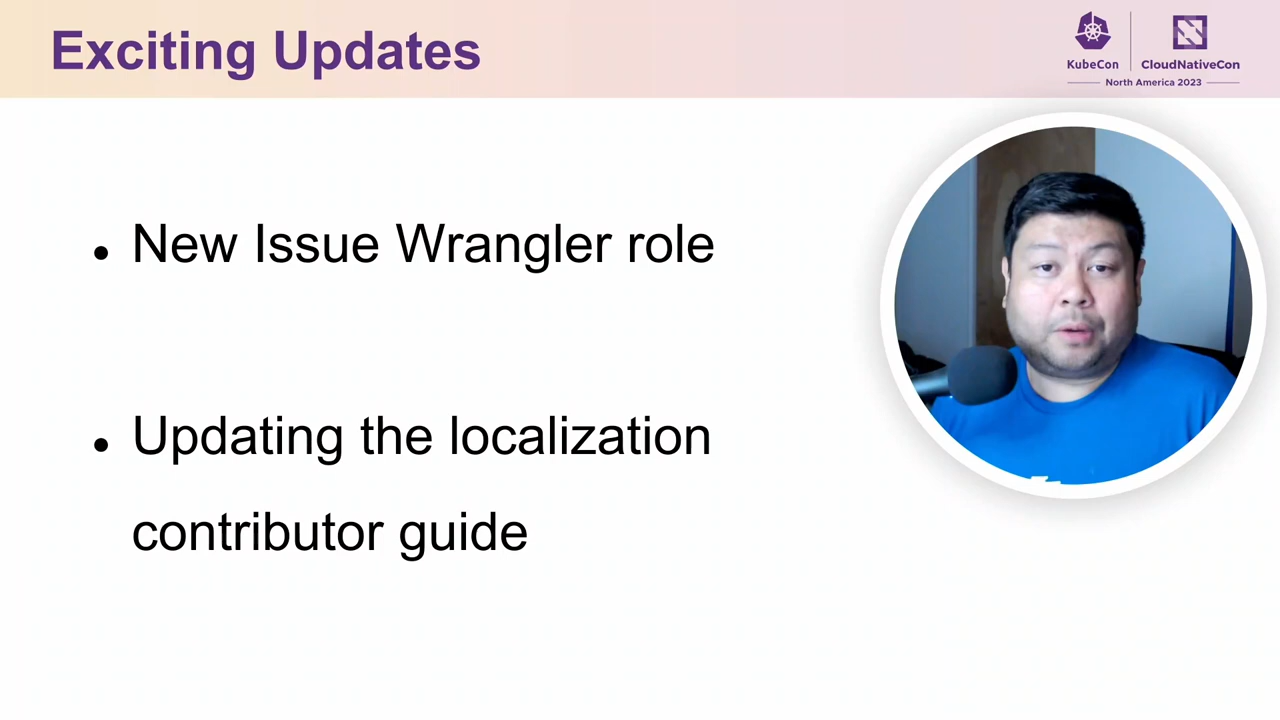 Exciting Updates
KubeCon
CloudNativeCon
North America 2023
New Issue Wrangler role
Updating the localization
contributor guide